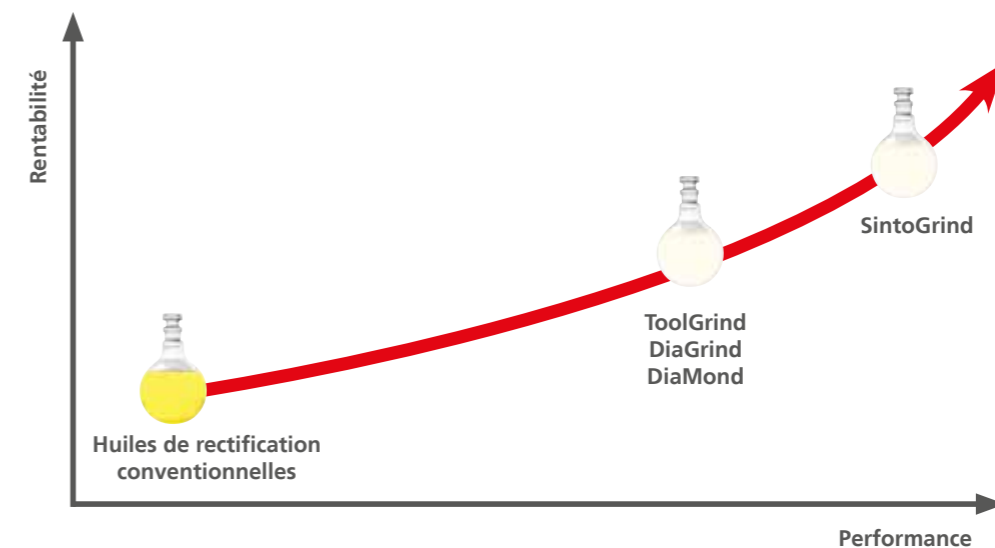 Rentabilité
SintoGrind
ToolGrind
DiaGrind
DiaMond
Huiles de rectification
conventionnelles
Performance